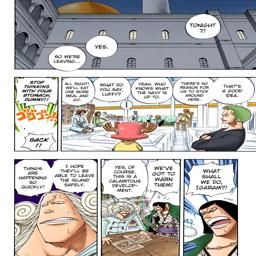 TONIGHT
?!
YES.
SO WE'RE
LEAVING...
A GOOD
IDEA.
THERE'S NO
REASON FOR
US TO STICK
AROUND
HERE.
YEAH, WHO
KNOWS WHAT
THE NAVY IS
UP TO.
WHAT DO
YOU SAY,
LUFFY?
ALL RIGHT!
WE'LL EAT
ONE MORE
MEAL AND
GO.
STOP
THINKING
WITH YOUR
STOMACH,
DUMMY!!
GACK
!!
WHAT
SHALL
WE DO,
IGARAM?!
WE'VE
GOT TO
WARN
THEM!
YES, OF
COURSE.
THIS IS A
CALAMITOUS
DEVELOP-
MENT.
I HOPE
THEY'LL BE
ABLE TO LEAVE
THE ISLAND
SAFELY.
THINGS
ARE
HAPPENING
SO
QUICKLY!